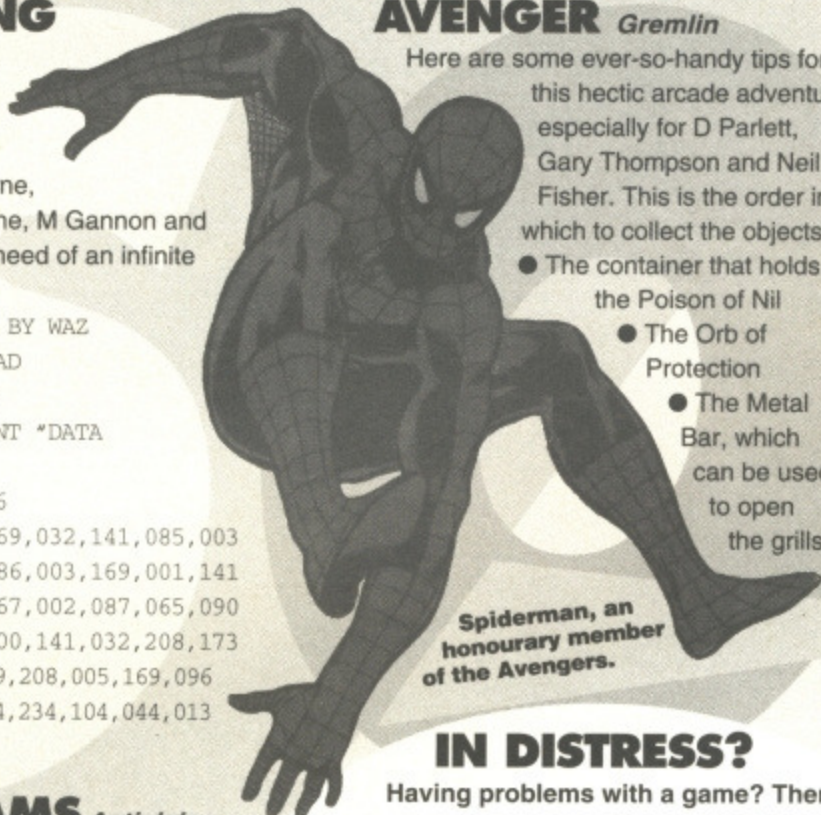 NG
ne,
ne, M Gannon and
need of an infinite
BY WAZ
AD
NT "DATA
6
69,032,141,085,003
86,003,169,001,141
67,002,087,065,090
00,141,032,208,173
9,208,005,169,096
4,234,104,044,013
AMS
AVENGER Gremlin
Here are some ever-so-handy tips for
this hectic arcade adventu
especially for D Parlett,
Gary Thompson and Neil
Fisher. This is the order in
which to collect the objects
● The container that holds
the Poison of Nil
● The Orb of
Protection
● The Metal
Bar, which
can be used
to open
the grills
Spiderman, an
honourary member
of the Avengers.
IN DISTRESS?
Having problems with a game? Then